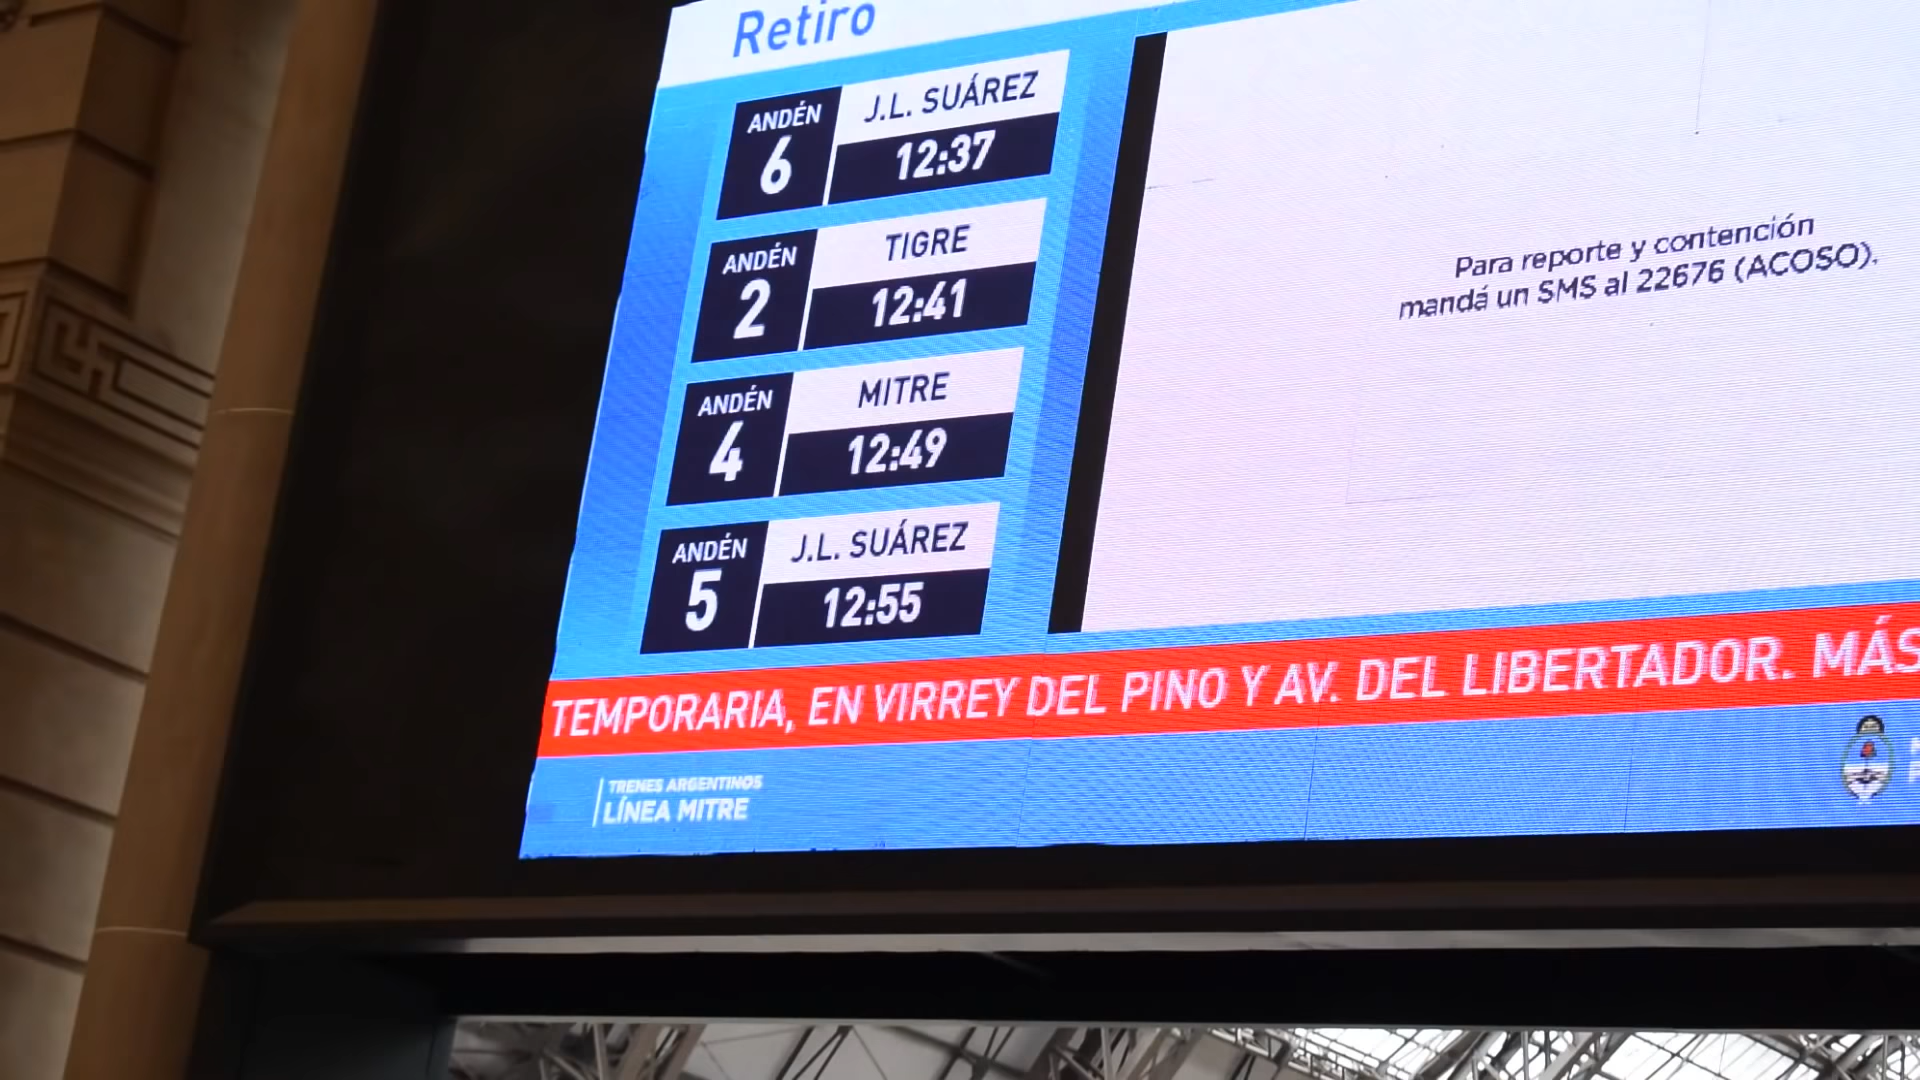 Retiro
ANDÉN
6
J.L. SUÁREZ
12:37
ANDÉN
2
TIGRE
12:41
ANDÉN
4
MITRE
12:49
ANDÉN
5
J.L. SUÁREZ
12:55
Para reporte y contención
mandá un SMS al 22676 (ACOSO).
TEMPORARIA, EN VIRREY DEL PINO Y AV. DEL LIBERTADOR. MÁS
TRENES ARGENTINOS
LÍNEA MITRE